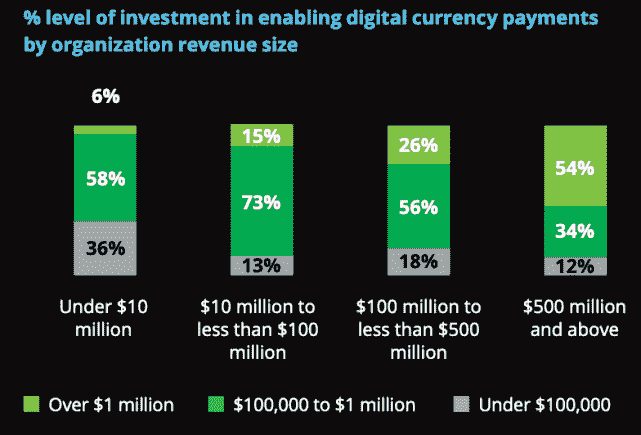 % level of investment in enabling digital currency payments
by organization revenue size
6%
15%
26%
54%
58%
73%
56%
34%
36%
13%
18%
12%
Under $10
million
$10 million to
less than $100
million
$100 million to
less than $500
million
$500 million
and above
Over $1 million
$100,000 to $1 million
Under $100,000